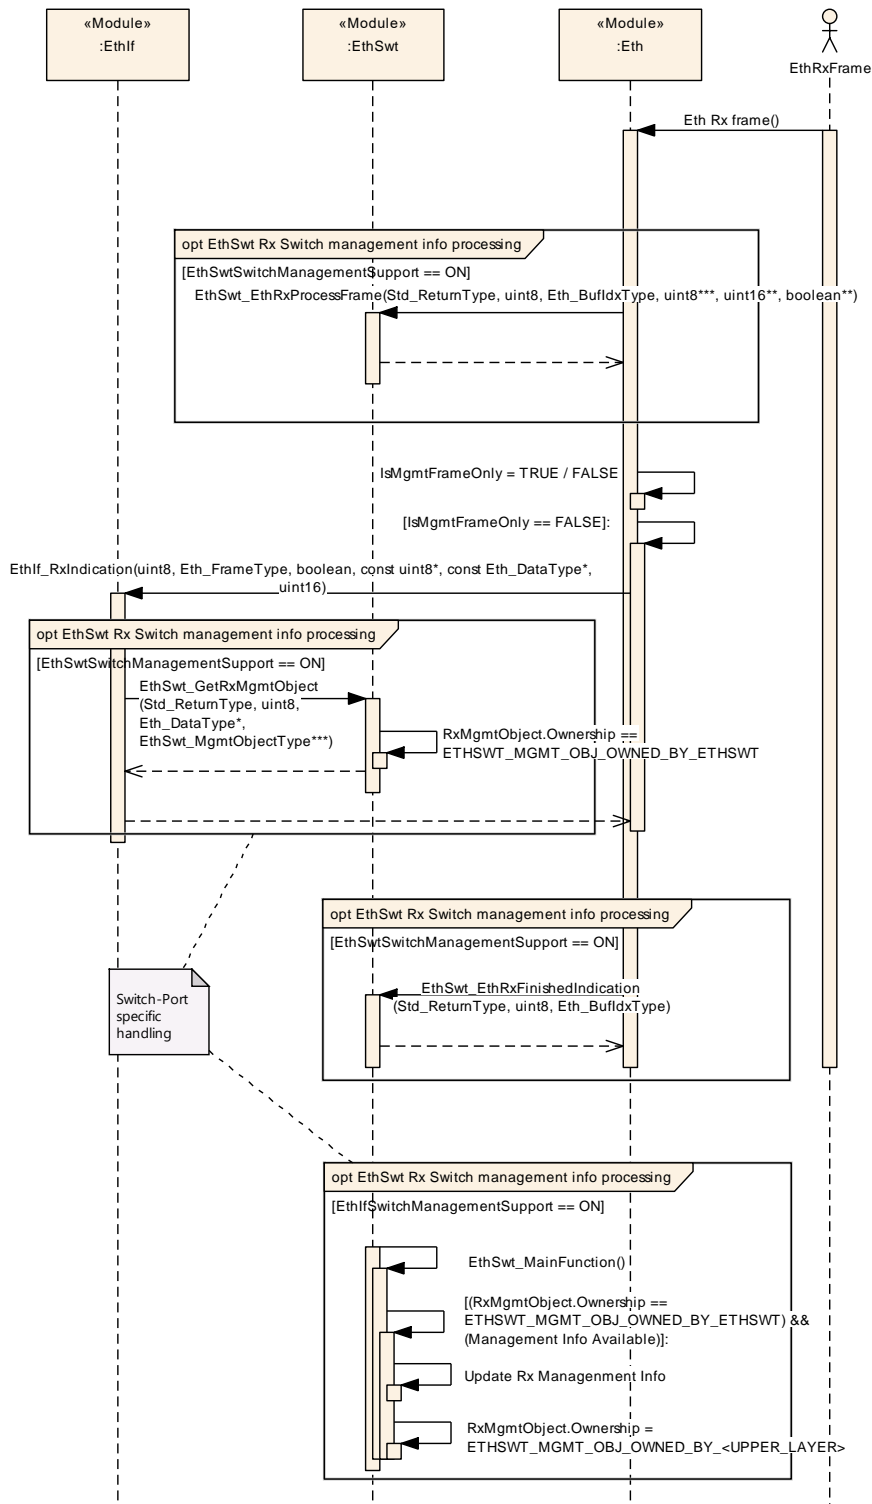 «Module»
:EthIf
«Module»
:EthSwt
«Module»
:Eth
EthRxFrame
Eth Rx frame()
opt EthSwt Rx Switch management info processing
[EthSwtSwitchManagementSupport == ON]
EthSwt_EthRxProcessFrame(Std_ReturnType, uint8, Eth_BufIdxType, uint8***, uint16**, boolean**)
IsMgmtFrameOnly = TRUE / FALSE
[IsMgmtFrameOnly == FALSE]:
EthIf_RxIndication(uint8, Eth_FrameType, boolean, const uint8*, const Eth_DataType*,
uint16)
opt EthSwt Rx Switch management info processing
[EthSwtSwitchManagementSupport == ON]
EthSwt_GetRxMgmtObject
(Std_ReturnType, uint8,
Eth_DataType*,
EthSwt_MgmtObjectType***)
RxMgmtObject.Ownership ==
ETHSWT_MGMT_OBJ_OWNED_BY_ETHSWT
opt EthSwt Rx Switch management info processing
[EthSwtSwitchManagementSupport == ON]
EthSwt_EthRxFinishedIndication
(Std_ReturnType, uint8, Eth_BufIdxType)
Switch-Port
specific
handling
opt EthSwt Rx Switch management info processing
[EthIfSwitchManagementSupport == ON]
EthSwt_MainFunction()
[(RxMgmtObject.Ownership ==
ETHSWT_MGMT_OBJ_OWNED_BY_ETHSWT) &&
(Management Info Available)]:
Update Rx Managenment Info
RxMgmtObject.Ownership =
ETHSWT_MGMT_OBJ_OWNED_BY_<UPPER_LAYER>